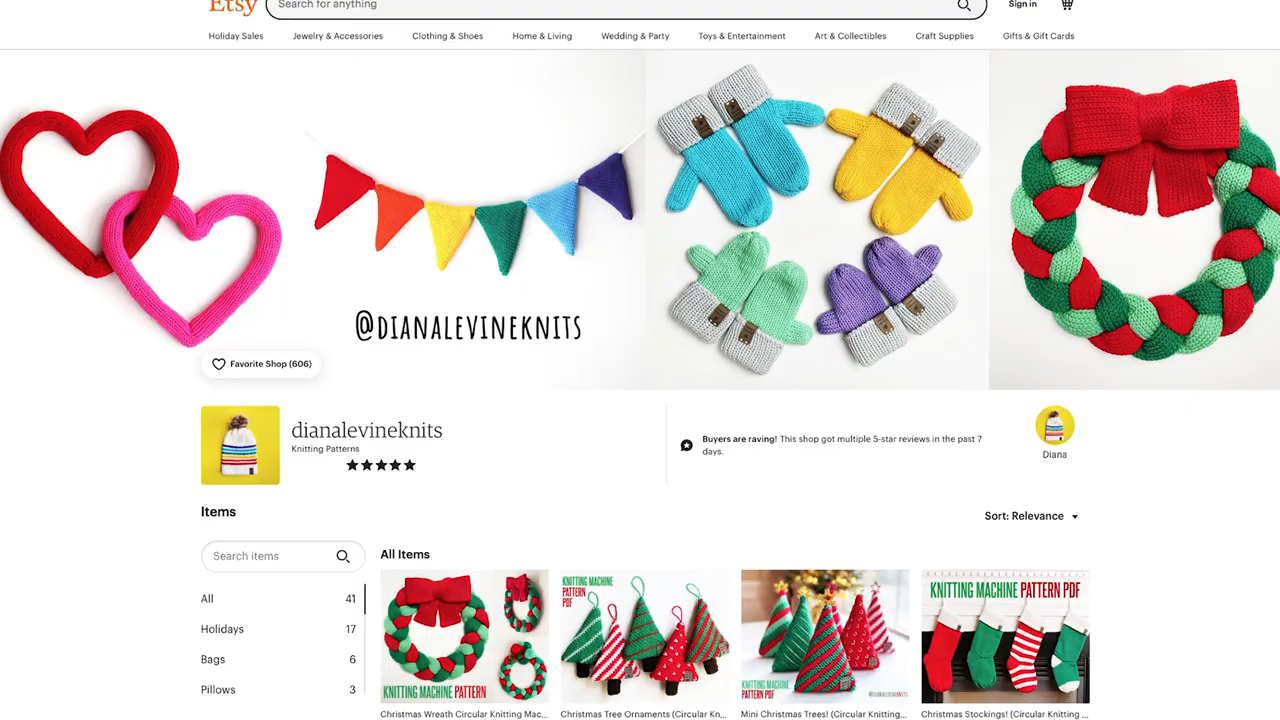 Etsy
Search for anything
Sign in
Holiday Sales
Jewelry & Accessories
Clothing & Shoes
Home & Living
Wedding & Party
Toys & Entertainment
Art & Collectibles
Craft Supplies
Gifts & Gift Cards
@DIANALEVINEKNITS
Favorite Shop (606)
dianalevineknits
Knitting Patterns
Buyers are raving! This shop got multiple 5-star reviews in the past 7
days.
Diana
Items
Sort: Relevance
Search items
All 41
Holidays 17
Bags 6
Pillows 3
All Items
KNITTING MACHINE PATTERN
Christmas Wreath Circular Knitting Mac...
KNITTING
MACHINE
PATTERN
PDF
Christmas Tree Ornaments (Circular Kn...
KNITTING
MACHINE
PATTERN PDF
@DIANALEVINEKNITS
Mini Christmas Trees! (Circular Knitting...
KNITTING MACHINE PATTERN PDF
Christmas Stockings! (Circular Knitting ...